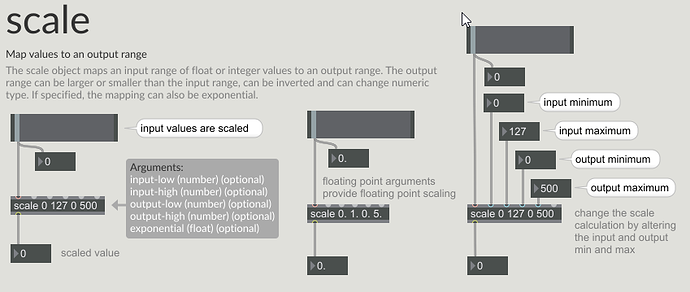 scale
Map values to an output range
The scale object maps an input range of float or integer values to an output range. The output
range can be larger or smaller than the input range, can be inverted and can change numeric
type. If specified, the mapping can also be exponential.
input values are scaled
0
Arguments:
input-low (number) (optional)
input-high (number) (optional)
output-low (number) (optional)
output-high (number) (optional)
exponential (float) (optional)
scale 0 127 0 500
0
scaled value
0.
floating point arguments
provide floating point scaling
scale 0. 1. 0. 5.
0.
0
0
input minimum
127
input maximum
0
output minimum
500
output maximum
scale 0 127 0 500
change the scale
calculation by altering
the input and output
min and max
0